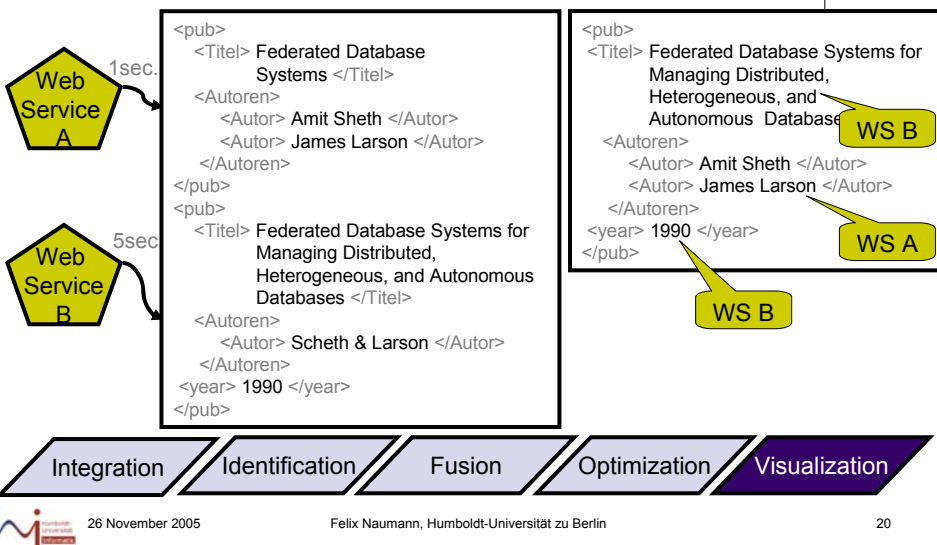 Web
Service
A
1sec.
Web
Service
B
5sec
<pub>
<Titel> Federated Database
Systems </Titel>
<Autoren>
<Autor> Amit Sheth </Autor>
<Autor> James Larson </Autor>
</Autoren>
</pub>
<pub>
<Titel> Federated Database Systems for
Managing Distributed,
Heterogeneous, and Autonomous
Databases </Titel>
<Autoren>
<Autor> Scheth & Larson </Autor>
</Autoren>
<year> 1990 </year>
</pub>
<pub>
<Titel> Federated Database Systems for
Managing Distributed,
Heterogeneous, and
Autonomous Database
WS B
<Autoren>
<Autor> Amit Sheth </Autor>
<Autor> James Larson </Autor>
</Autoren>
<year> 1990 </year>
</pub>
WS A
WS B
Integration
Identification
Fusion
Optimization
Visualization
26 November 2005
Felix Naumann, Humboldt-Universität zu Berlin
20